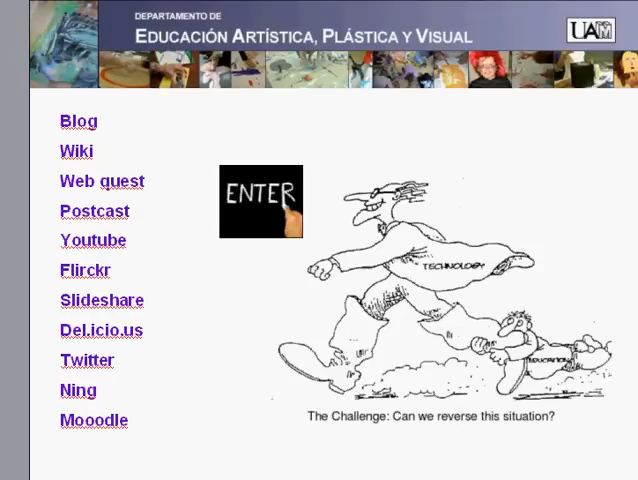 DEPARTAMENTO DE
EDUCACIÓN ARTÍSTICA, PLÁSTICA Y VISUAL
UAM
Blog
Wiki
Web quest
Postcast
Youtube
Flirckr
Slideshare
Del.icio.us
Twitter
Ning
Mooodle
ENTER
TECHNOLOGY
EDUCATION
The Challenge: Can we reverse this situation?